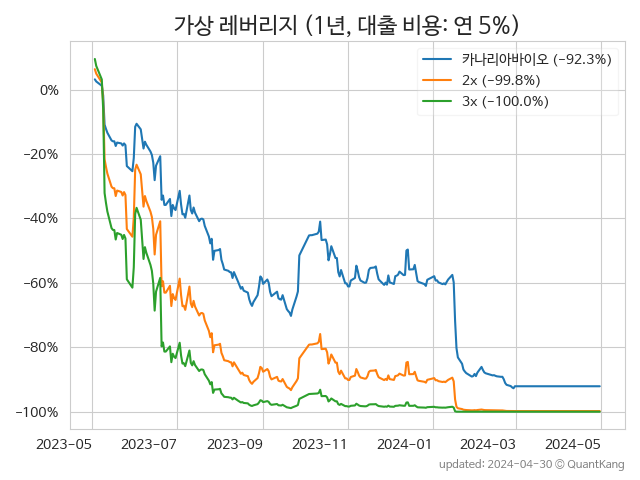 가상 레버리지 (1년, 대출 비용: 연 5%)
카나리아바이오 (−92.3%)
2x (−99.8%)
3x (−100.0%)
0%
−20%
−40%
−60%
−80%
−100%
2023-05 2023-07 2023-09 2023-11 2024-01 2024-03 2024-05
updated: 2024-04-30 © QuantKang